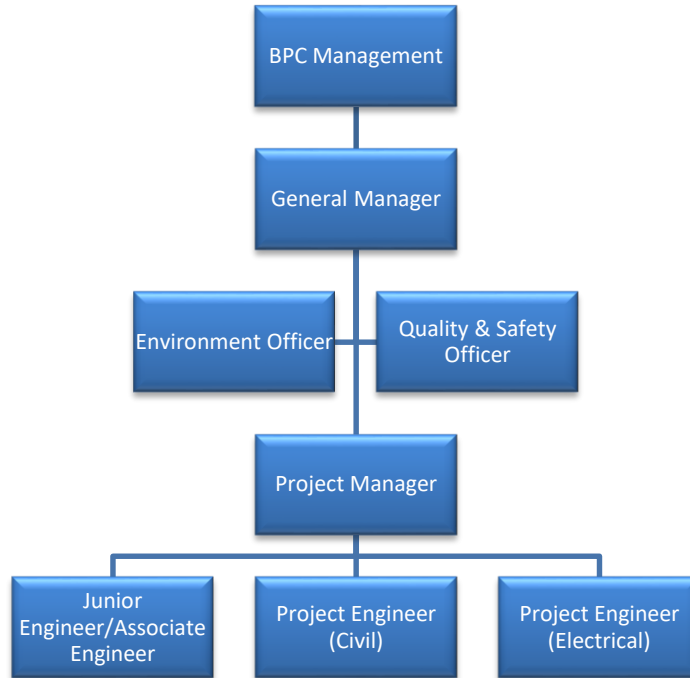 BPC Management
General Manager
Environment Officer
Quality & Safety
Officer
Project Manager
Junior
Engineer/Associate
Engineer
Project Engineer
(Civil)
Project Engineer
(Electrical)